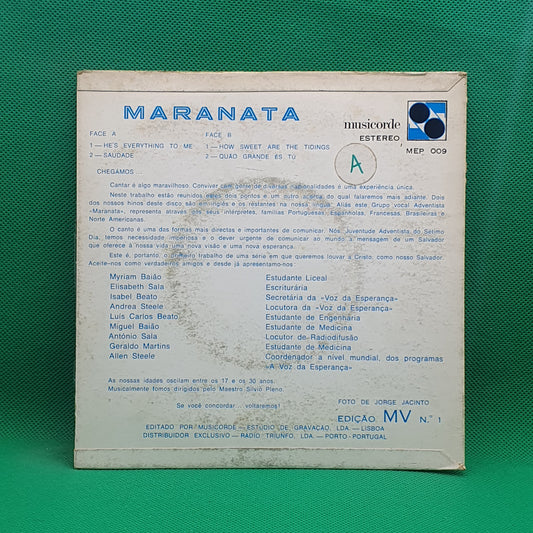 MARANATA
musicorde
ESTEREO
MEP 009
FACE A
FACE B
1 — HE'S EVERYTHING TO ME
1 — HOW SWEET ARE THE TIDINGS
2 — SAUDADE
2 — QUÃO GRANDE ÉS TU
A
CHEGAMOS . . .
Cantar é algo maravilhoso. Conviver com gente de diversas nacionalidades é uma experiência única.
Neste trabalho estão reunidos estes dois pontos e um outro acerca do qual falaremos mais adiante. Dois
dos nossos hinos deste disco são em inglês e os restantes na nossa língua. Aliás este Grupo vocal Adventista
«Maranata», representa através dos seus intérpretes, famílias Portuguesas, Espanholas, Francesas, Brasileiras e
Norte Americanas.
O canto é uma das formas mais directas e importantes de comunicar. Nós, Juventude Adventista do Sétimo
Dia, temos necessidade imperiosa e o dever urgente de comunicar ao mundo a mensagem de um Salvador
que oferece à nossa vida uma nova visão e uma nova esperança.
Este é, portanto, o primeiro trabalho de uma série em que queremos louvar a Cristo, como nosso Salvador.
Aceite-nos como verdadeiros amigos e desde já apresentamo-nos
Myriam Baião Estudante Liceal
Elisabeth Sala Escriturária
Isabel Beato Secretária da «Voz da Esperança»
Andrea Steele Locutora da «Voz da Esperança»
Luis Carlos Beato Estudante de Engenharia
Miguel Baião Estudante de Medicina
António Sala Locutor de Radiodifusão
Geraldo Martins Estudante de Medicina
Allen Steele Coordenador a nível mundial, dos programas
«A Voz da Esperança»
As nossas idades oscilam entre os 17 e os 30 anos.
Musicalmente fomos dirigidos pelo Maestro Silvio Pleno.
Se você concordar... voltaremos!
FOTO DE JORGE JACINTO
EDIÇÃO MV N.º 1
EDITADO POR MUSICORDE — ESTÚDIO DE GRAVAÇÃO, LDA. — LISBOA
DISTRIBUIDOR EXCLUSIVO — RADIO TRIUNFO, LDA. — PORTO - PORTUGAL